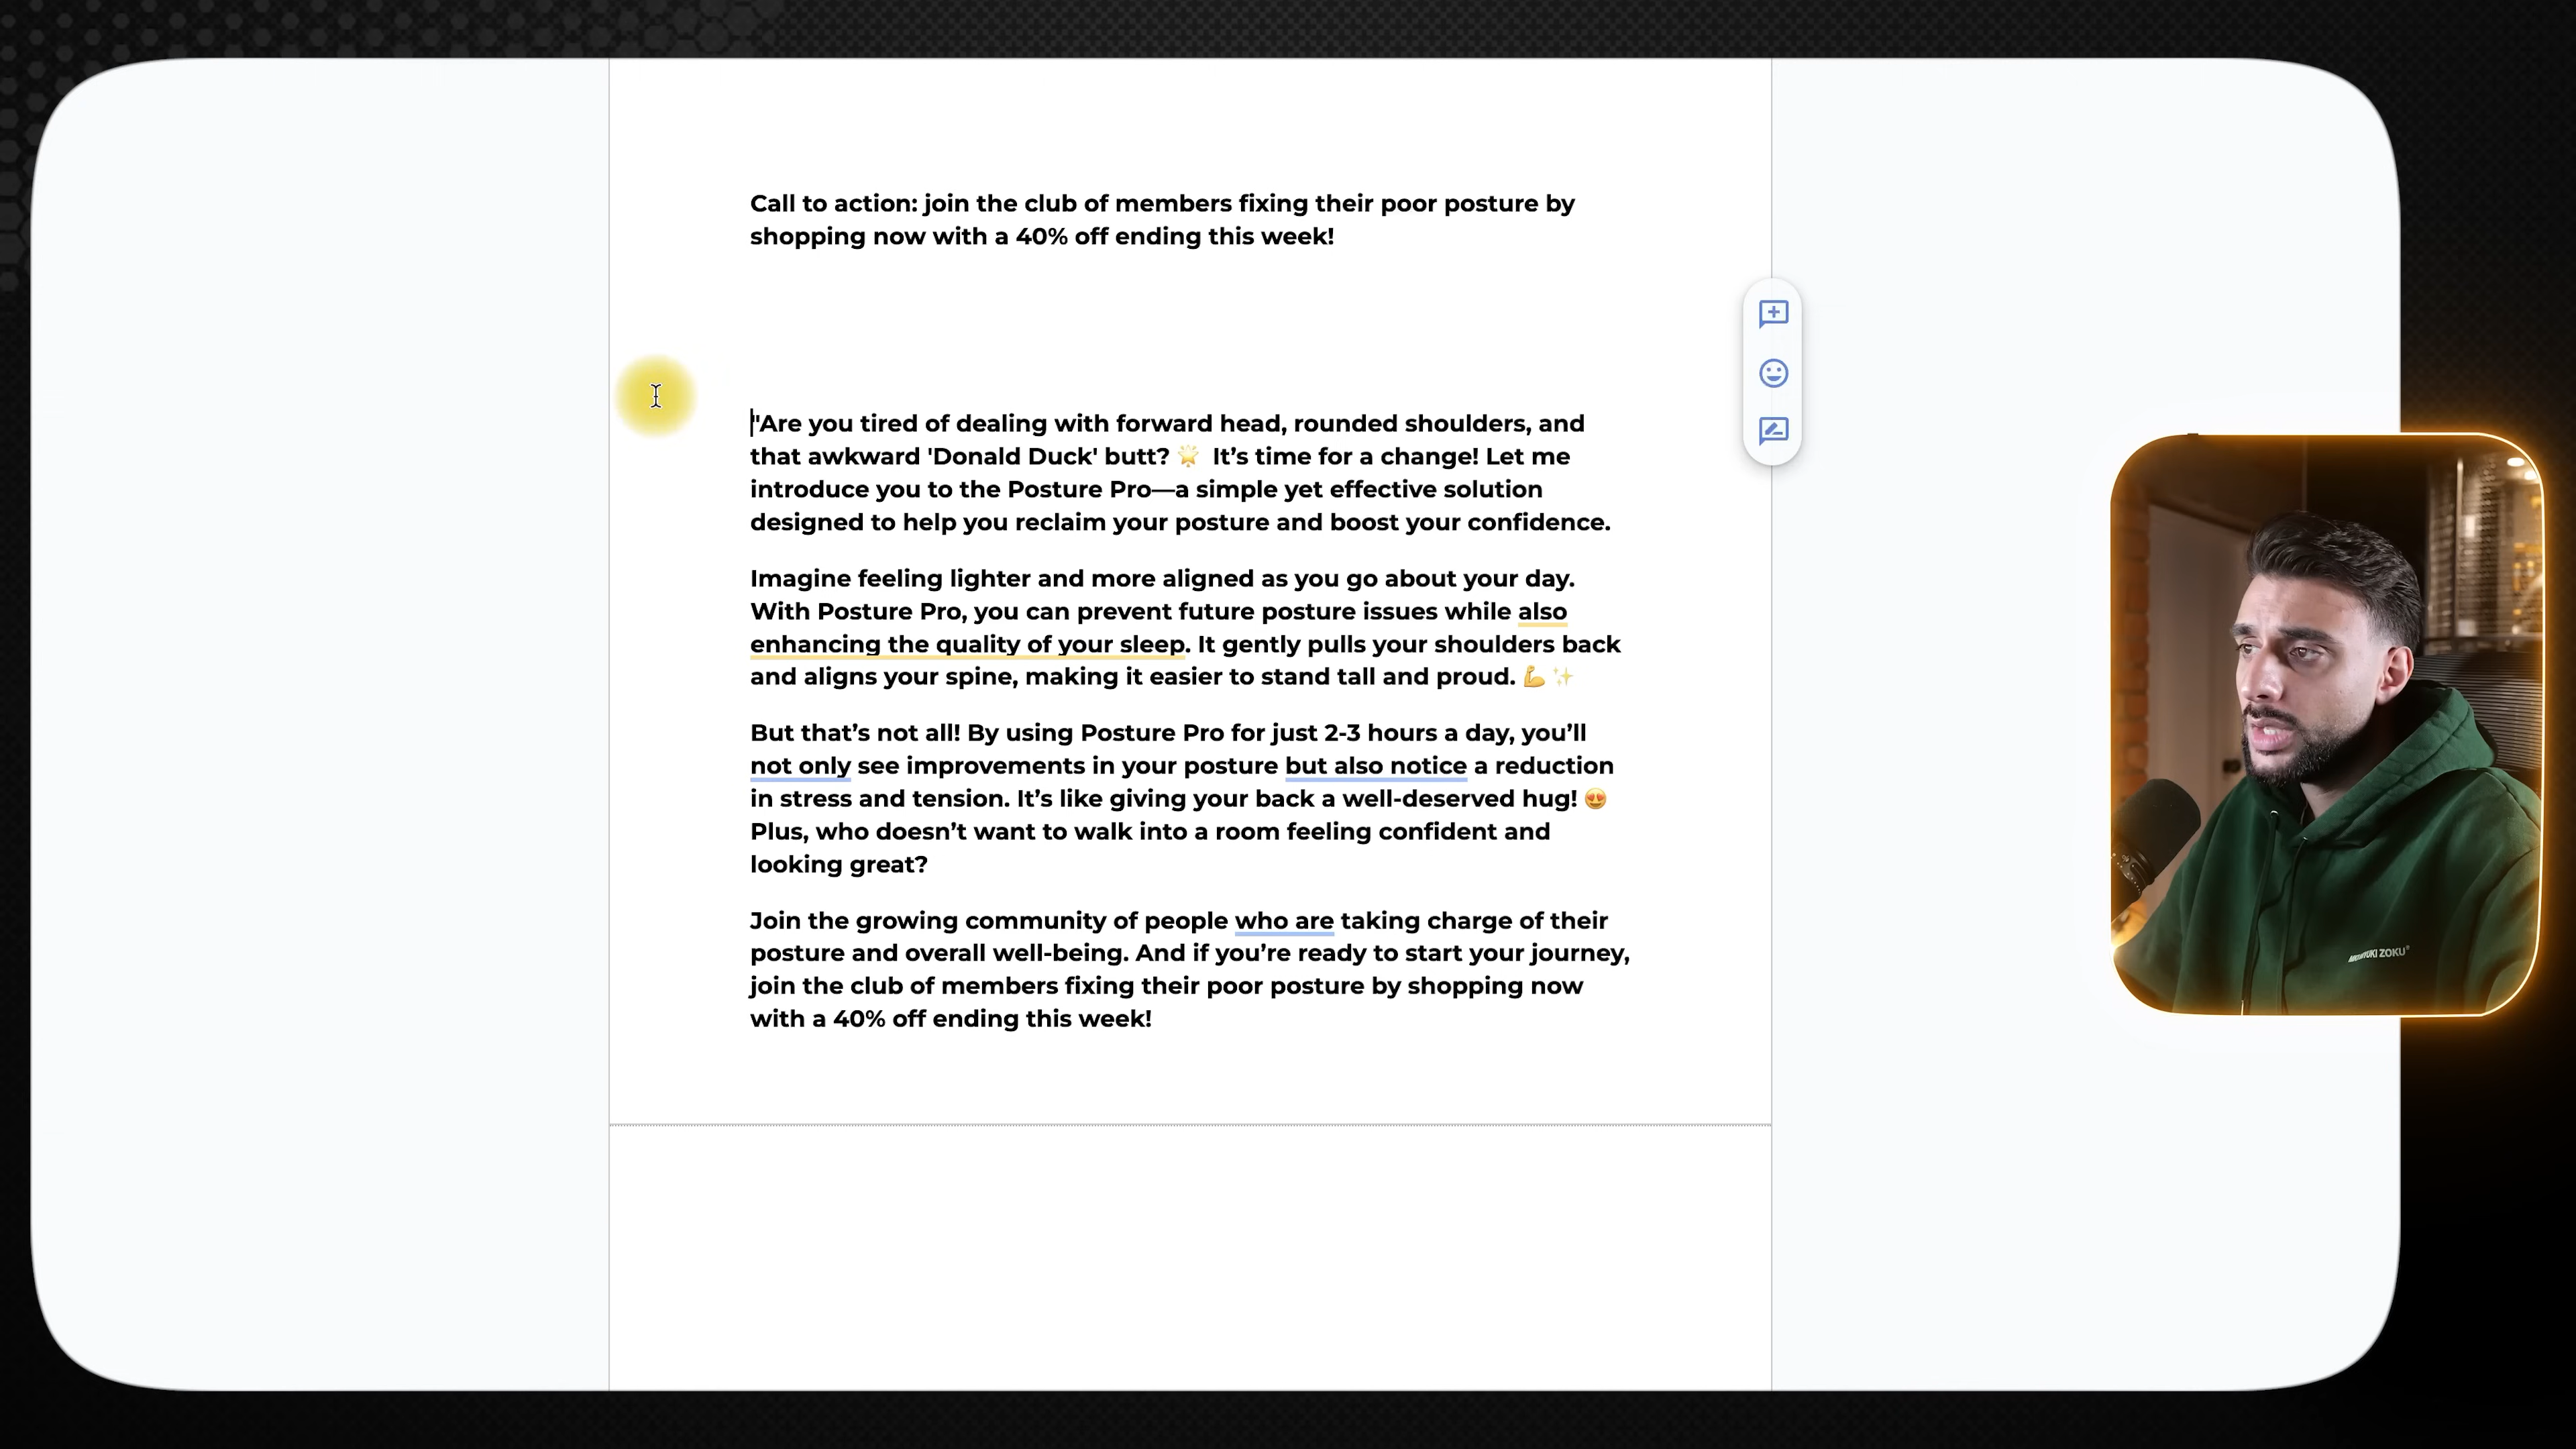 Call to action: join the club of members fixing their poor posture by
shopping now with a 40% off ending this week!
"Are you tired of dealing with forward head, rounded shoulders, and
that awkward 'Donald Duck' butt? 🌟 It’s time for a change! Let me
introduce you to the Posture Pro—a simple yet effective solution
designed to help you reclaim your posture and boost your confidence.
Imagine feeling lighter and more aligned as you go about your day.
With Posture Pro, you can prevent future posture issues while also
enhancing the quality of your sleep. It gently pulls your shoulders back
and aligns your spine, making it easier to stand tall and proud. 💪✨
But that’s not all! By using Posture Pro for just 2-3 hours a day, you’ll
not only see improvements in your posture but also notice a reduction
in stress and tension. It’s like giving your back a well-deserved hug! 😍
Plus, who doesn’t want to walk into a room feeling confident and
looking great?
Join the growing community of people who are taking charge of their
posture and overall well-being. And if you’re ready to start your journey,
join the club of members fixing their poor posture by shopping now
with a 40% off ending this week!
ZOKU